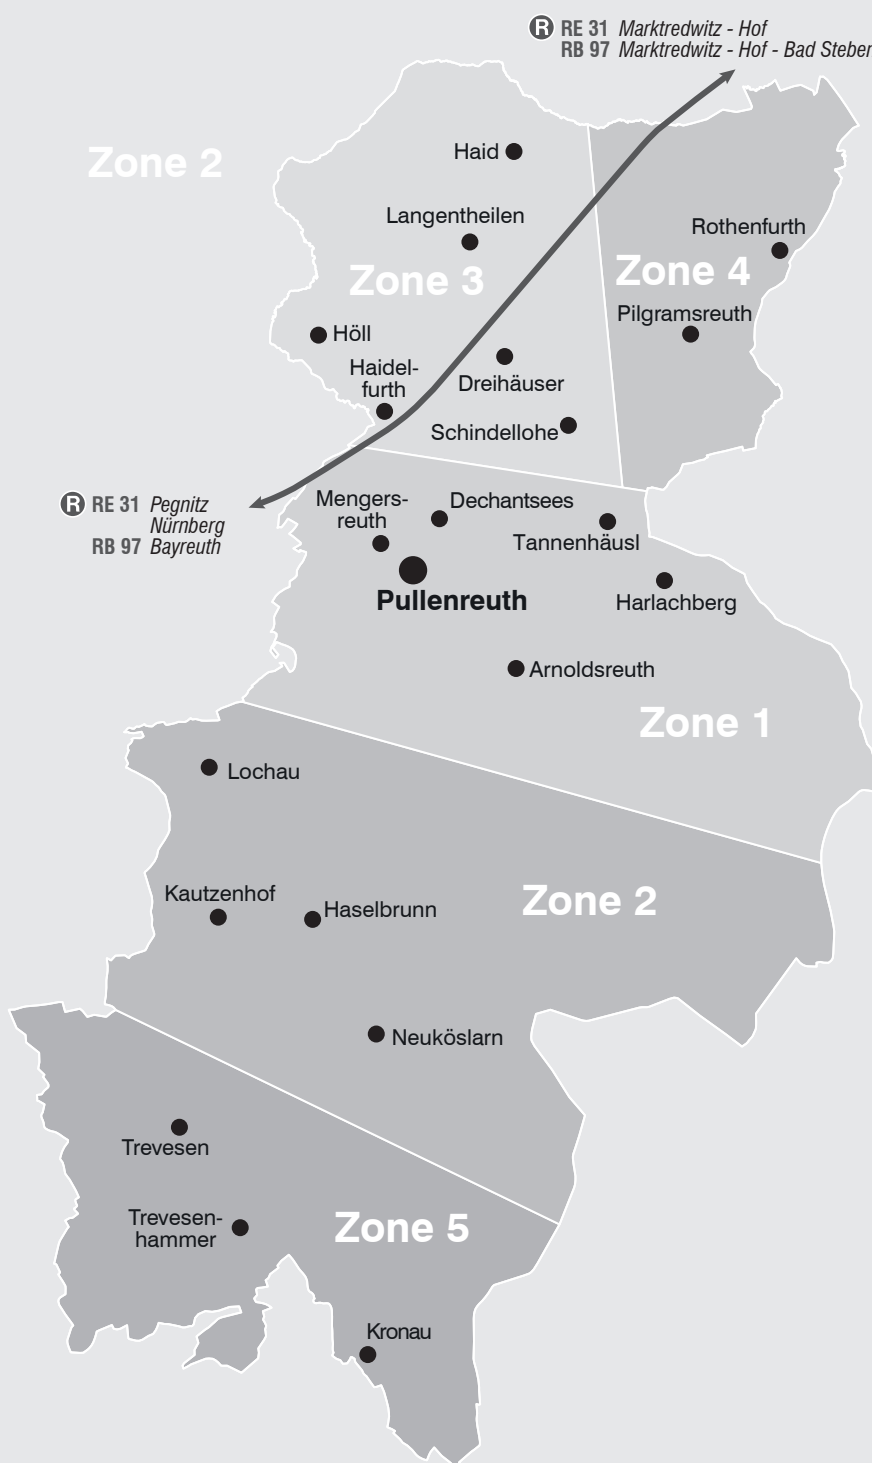 R RE 31 Marktredwitz - Hof
RB 97 Marktredwitz - Hof - Bad Steben
Zone 2
Haid
Langentheilen
Rothenfurth
Zone 3
Zone 4
Pilgramsreuth
Höll
Haidel-
furth
Dreihäuser
Schindellohe
R RE 31 Pegnitz
Nürnberg
RB 97 Bayreuth
Mengers-
reuth
Dechantsees
Tannenhäusl
Pullenreuth
Harlachberg
Arnoldsreuth
Zone 1
Lochau
Kautzenhof
Haselbrunn
Zone 2
Neuköslarn
Trevesen
Trevesen-
hammer
Zone 5
Kronau